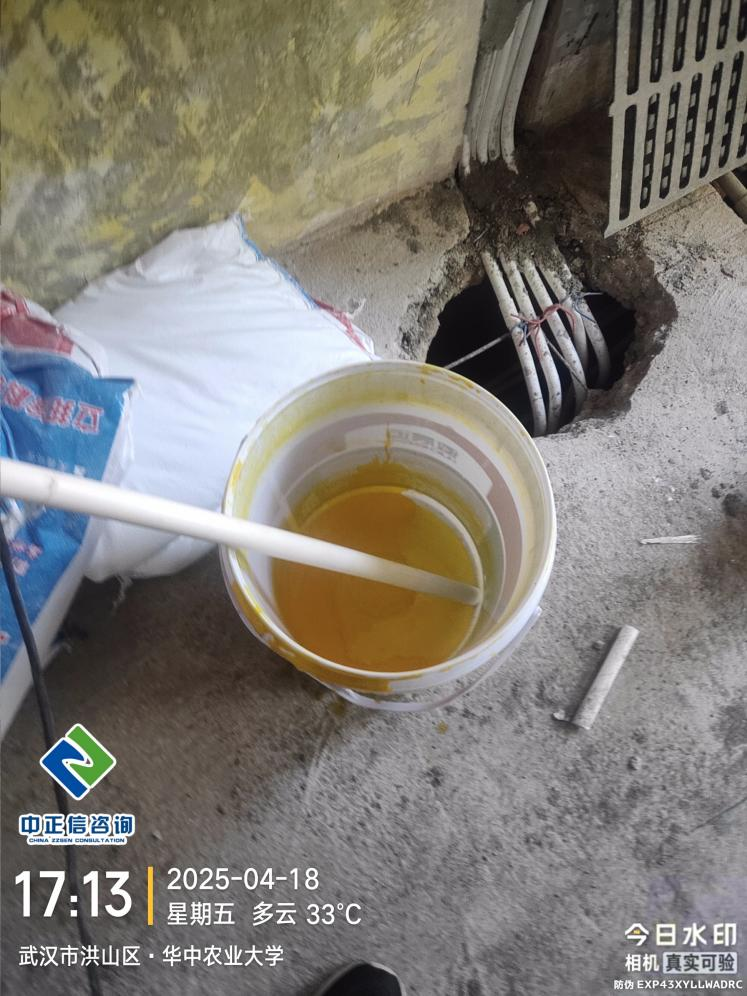 中正信咨询
CHINA ZZSEN CONSULTATION
17:13
2025-04-18
星期五 多云 33°C
武汉市洪山区·华中农业大学
今日水印
相机 真实可验
防伪 EXP43XYLLWADRC